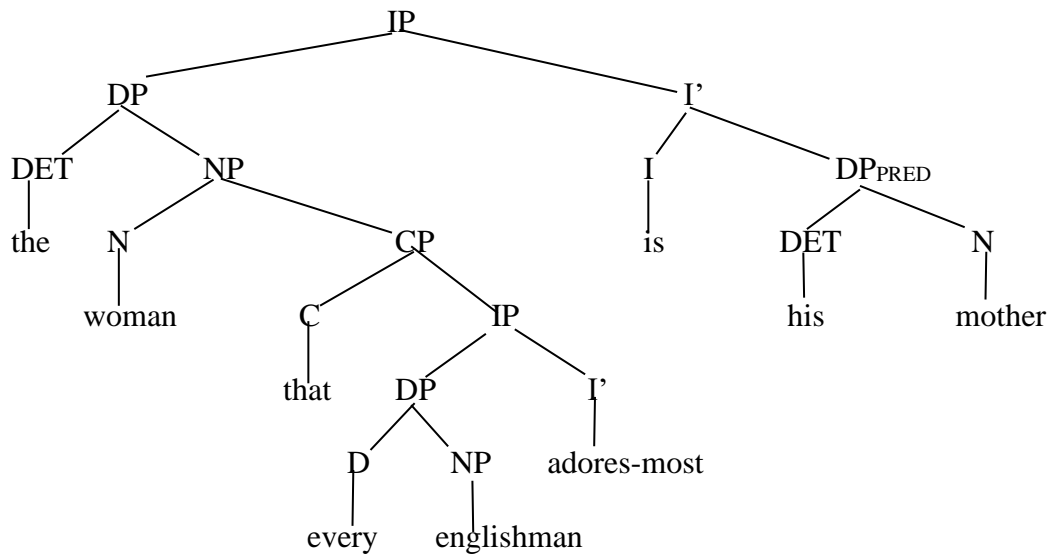 IP
DP I’
DET NP I DPPRED
the N CP is DET N
woman C IP his mother
that DP I’
D NP adores-most
every englishman